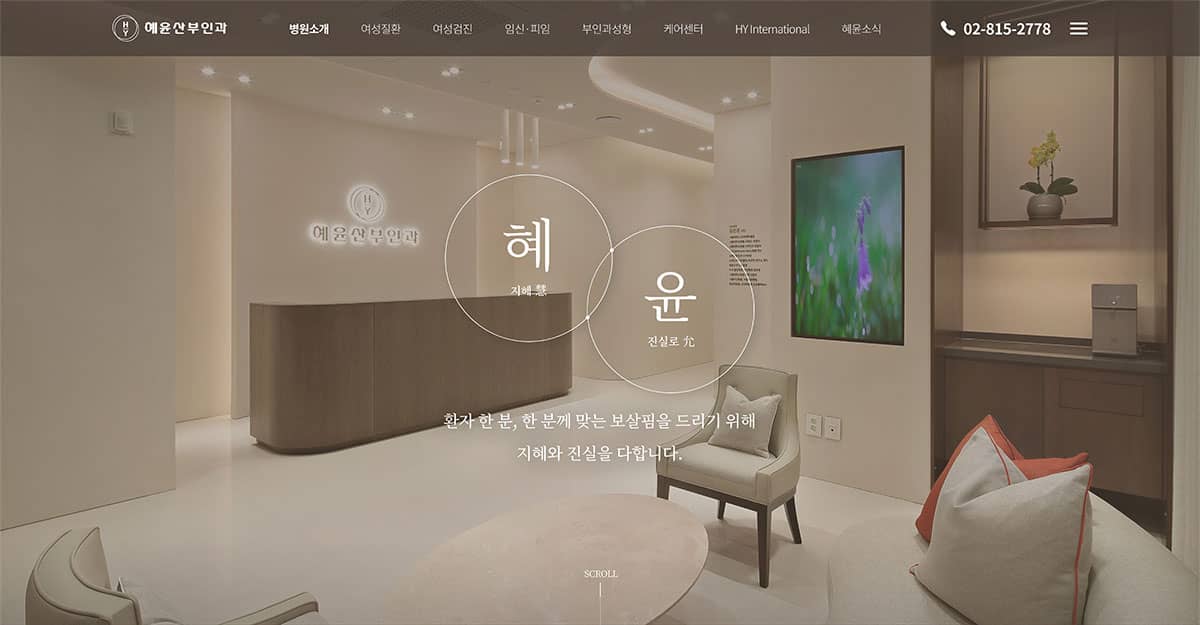 HY 혜윤산부인과
병원소개 여성질환 여성검진 임신·피임 부인과성형 케어센터 HY International 혜윤소식
02-815-2778
HY
혜윤산부인과
혜
지혜 慧
윤
진실로 允
환자 한 분, 한 분께 맞는 보살핌을 드리기 위해
지혜와 진실을 다합니다.
SCROLL